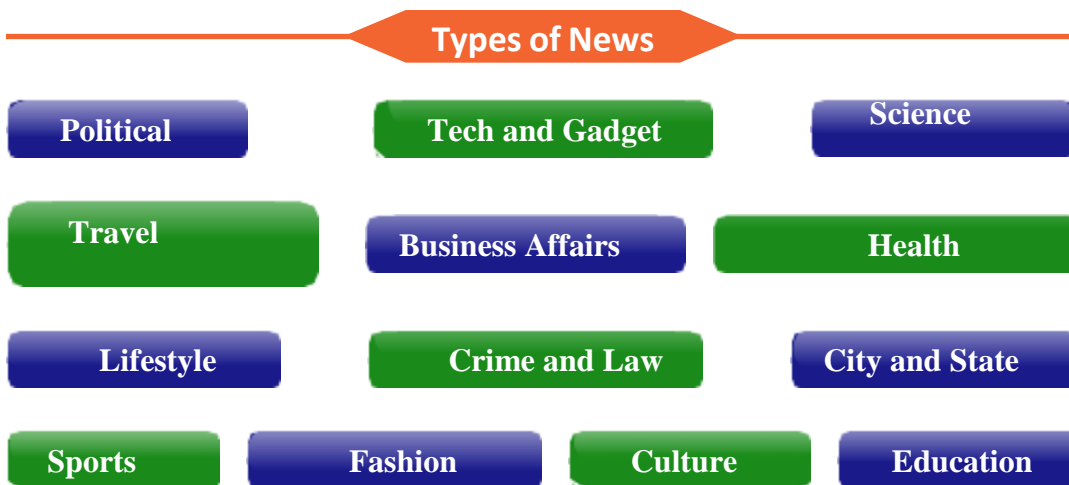 Types of News
Political
Tech and Gadget
Science
Travel
Business Affairs
Health
Lifestyle
Crime and Law
City and State
Sports
Fashion
Culture
Education